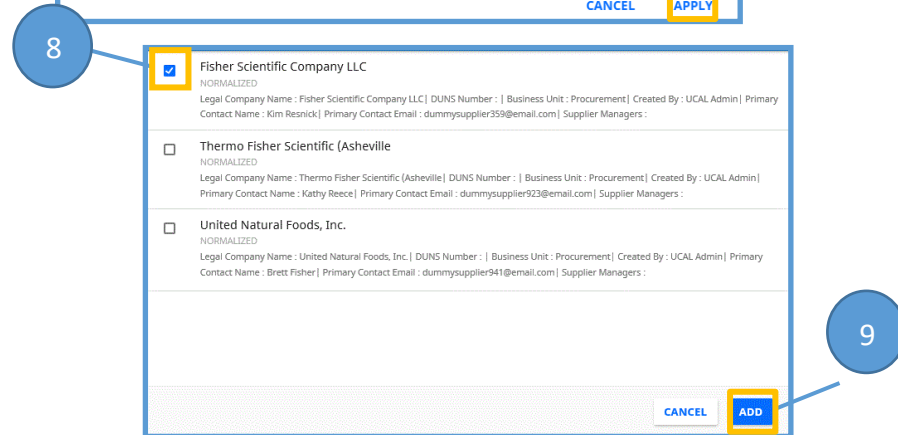 CANCEL APPLY
8
Fisher Scientific Company LLC
NORMALIZED
Legal Company Name : Fisher Scientific Company LLC| DUNS Number : | Business Unit : Procurement| Created By : UCAL Admin| Primary
Contact Name : Kim Resnick| Primary Contact Email : dummysupplier359@email.com| Supplier Managers :
Thermo Fisher Scientific (Asheville
NORMALIZED
Legal Company Name : Thermo Fisher Scientific (Asheville| DUNS Number : | Business Unit : Procurement| Created By : UCAL Admin|
Primary Contact Name : Kathy Reece| Primary Contact Email : dummysupplier923@email.com| Supplier Managers :
United Natural Foods, Inc.
NORMALIZED
Legal Company Name : United Natural Foods, Inc.| DUNS Number : | Business Unit : Procurement| Created By : UCAL Admin| Primary
Contact Name : Brett Fisher| Primary Contact Email : dummysupplier941@email.com| Supplier Managers :
9
CANCEL ADD